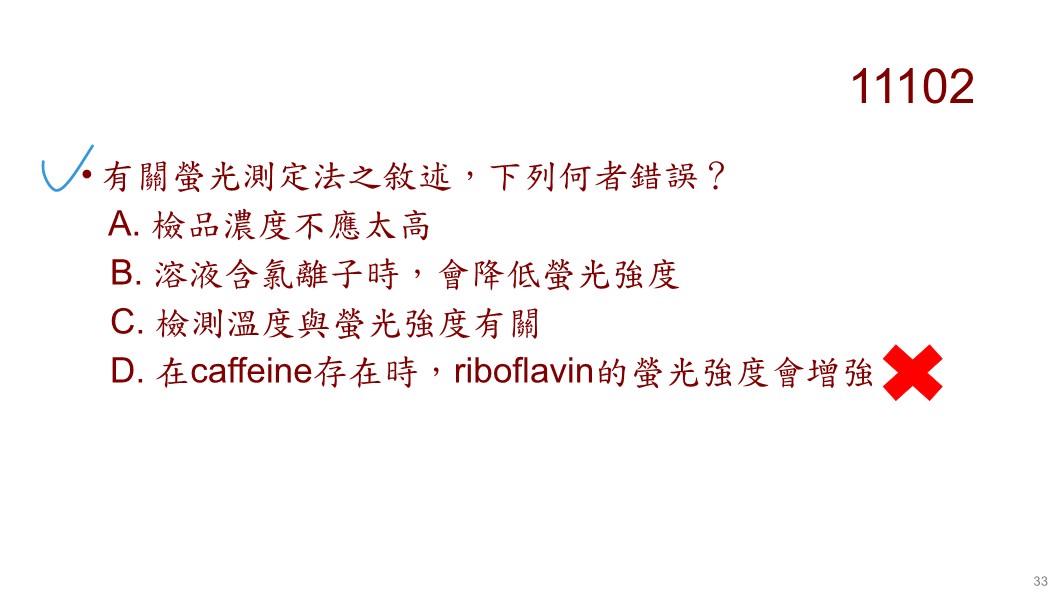 11102
• 有關螢光測定法之敘述，下列何者錯誤？
A. 檢品濃度不應太高
B. 溶液含氯離子時，會降低螢光強度
C. 檢測溫度與螢光強度有關
D. 在caffeine存在時，riboflavin的螢光強度會增強
33